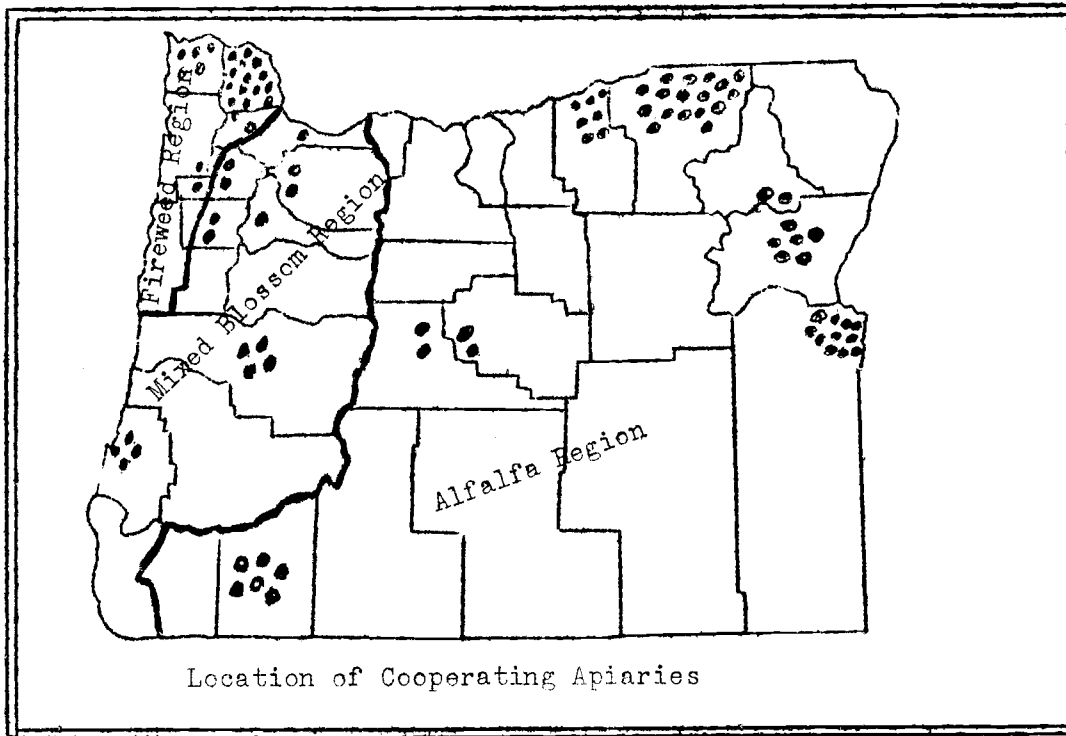 Fireweed Region
Mixed Blossom Region
Alfalfa Region
Location of Cooperating Apiaries